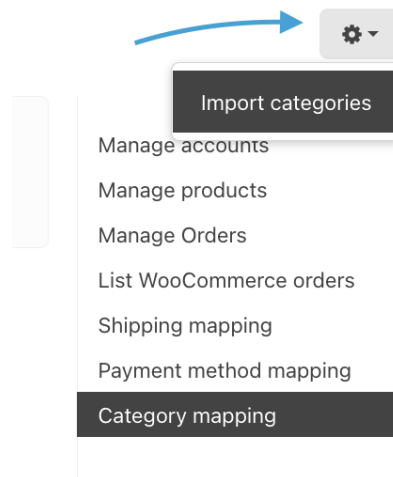 Import categories
Manage accounts
Manage products
Manage Orders
List WooCommerce orders
Shipping mapping
Payment method mapping
Category mapping